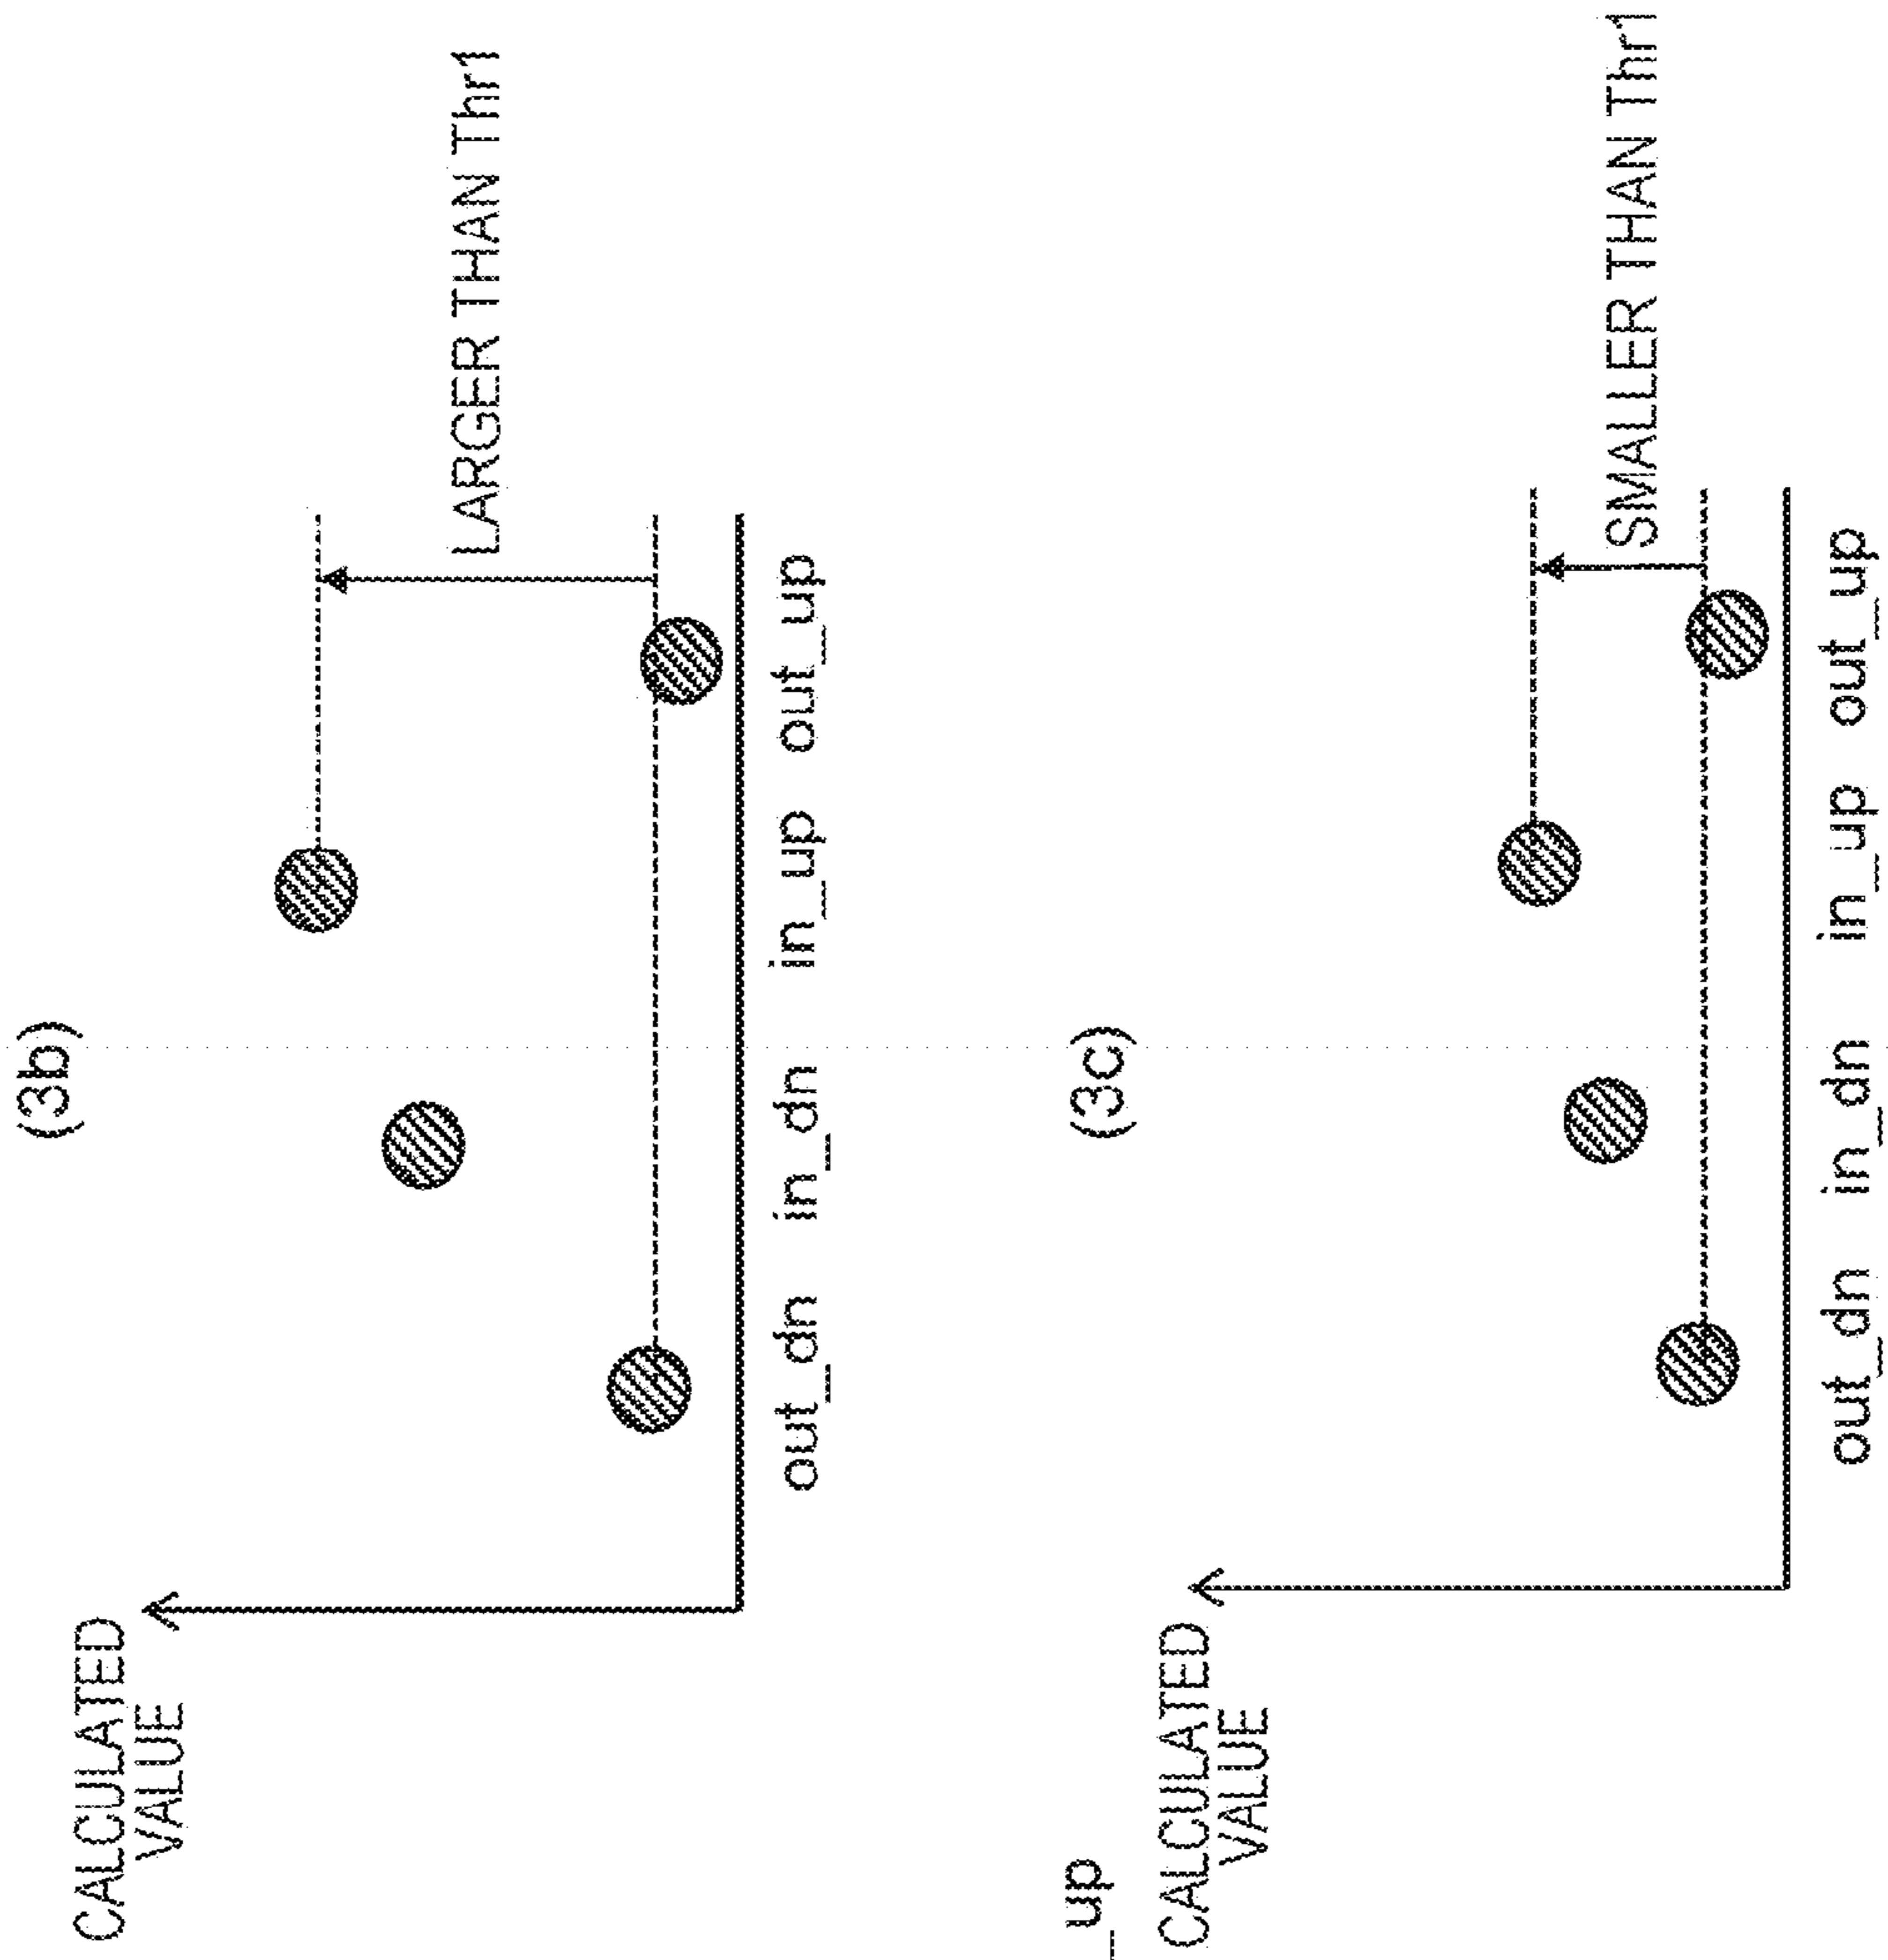 (3b)
CALCULATED
VALUE
LARGER THAN Thr1
out_dn in_dn in_up out_up
(3c)
_up
CALCULATED
VALUE
SMALLER THAN Thr1
out_dn in_dn in_up out_up